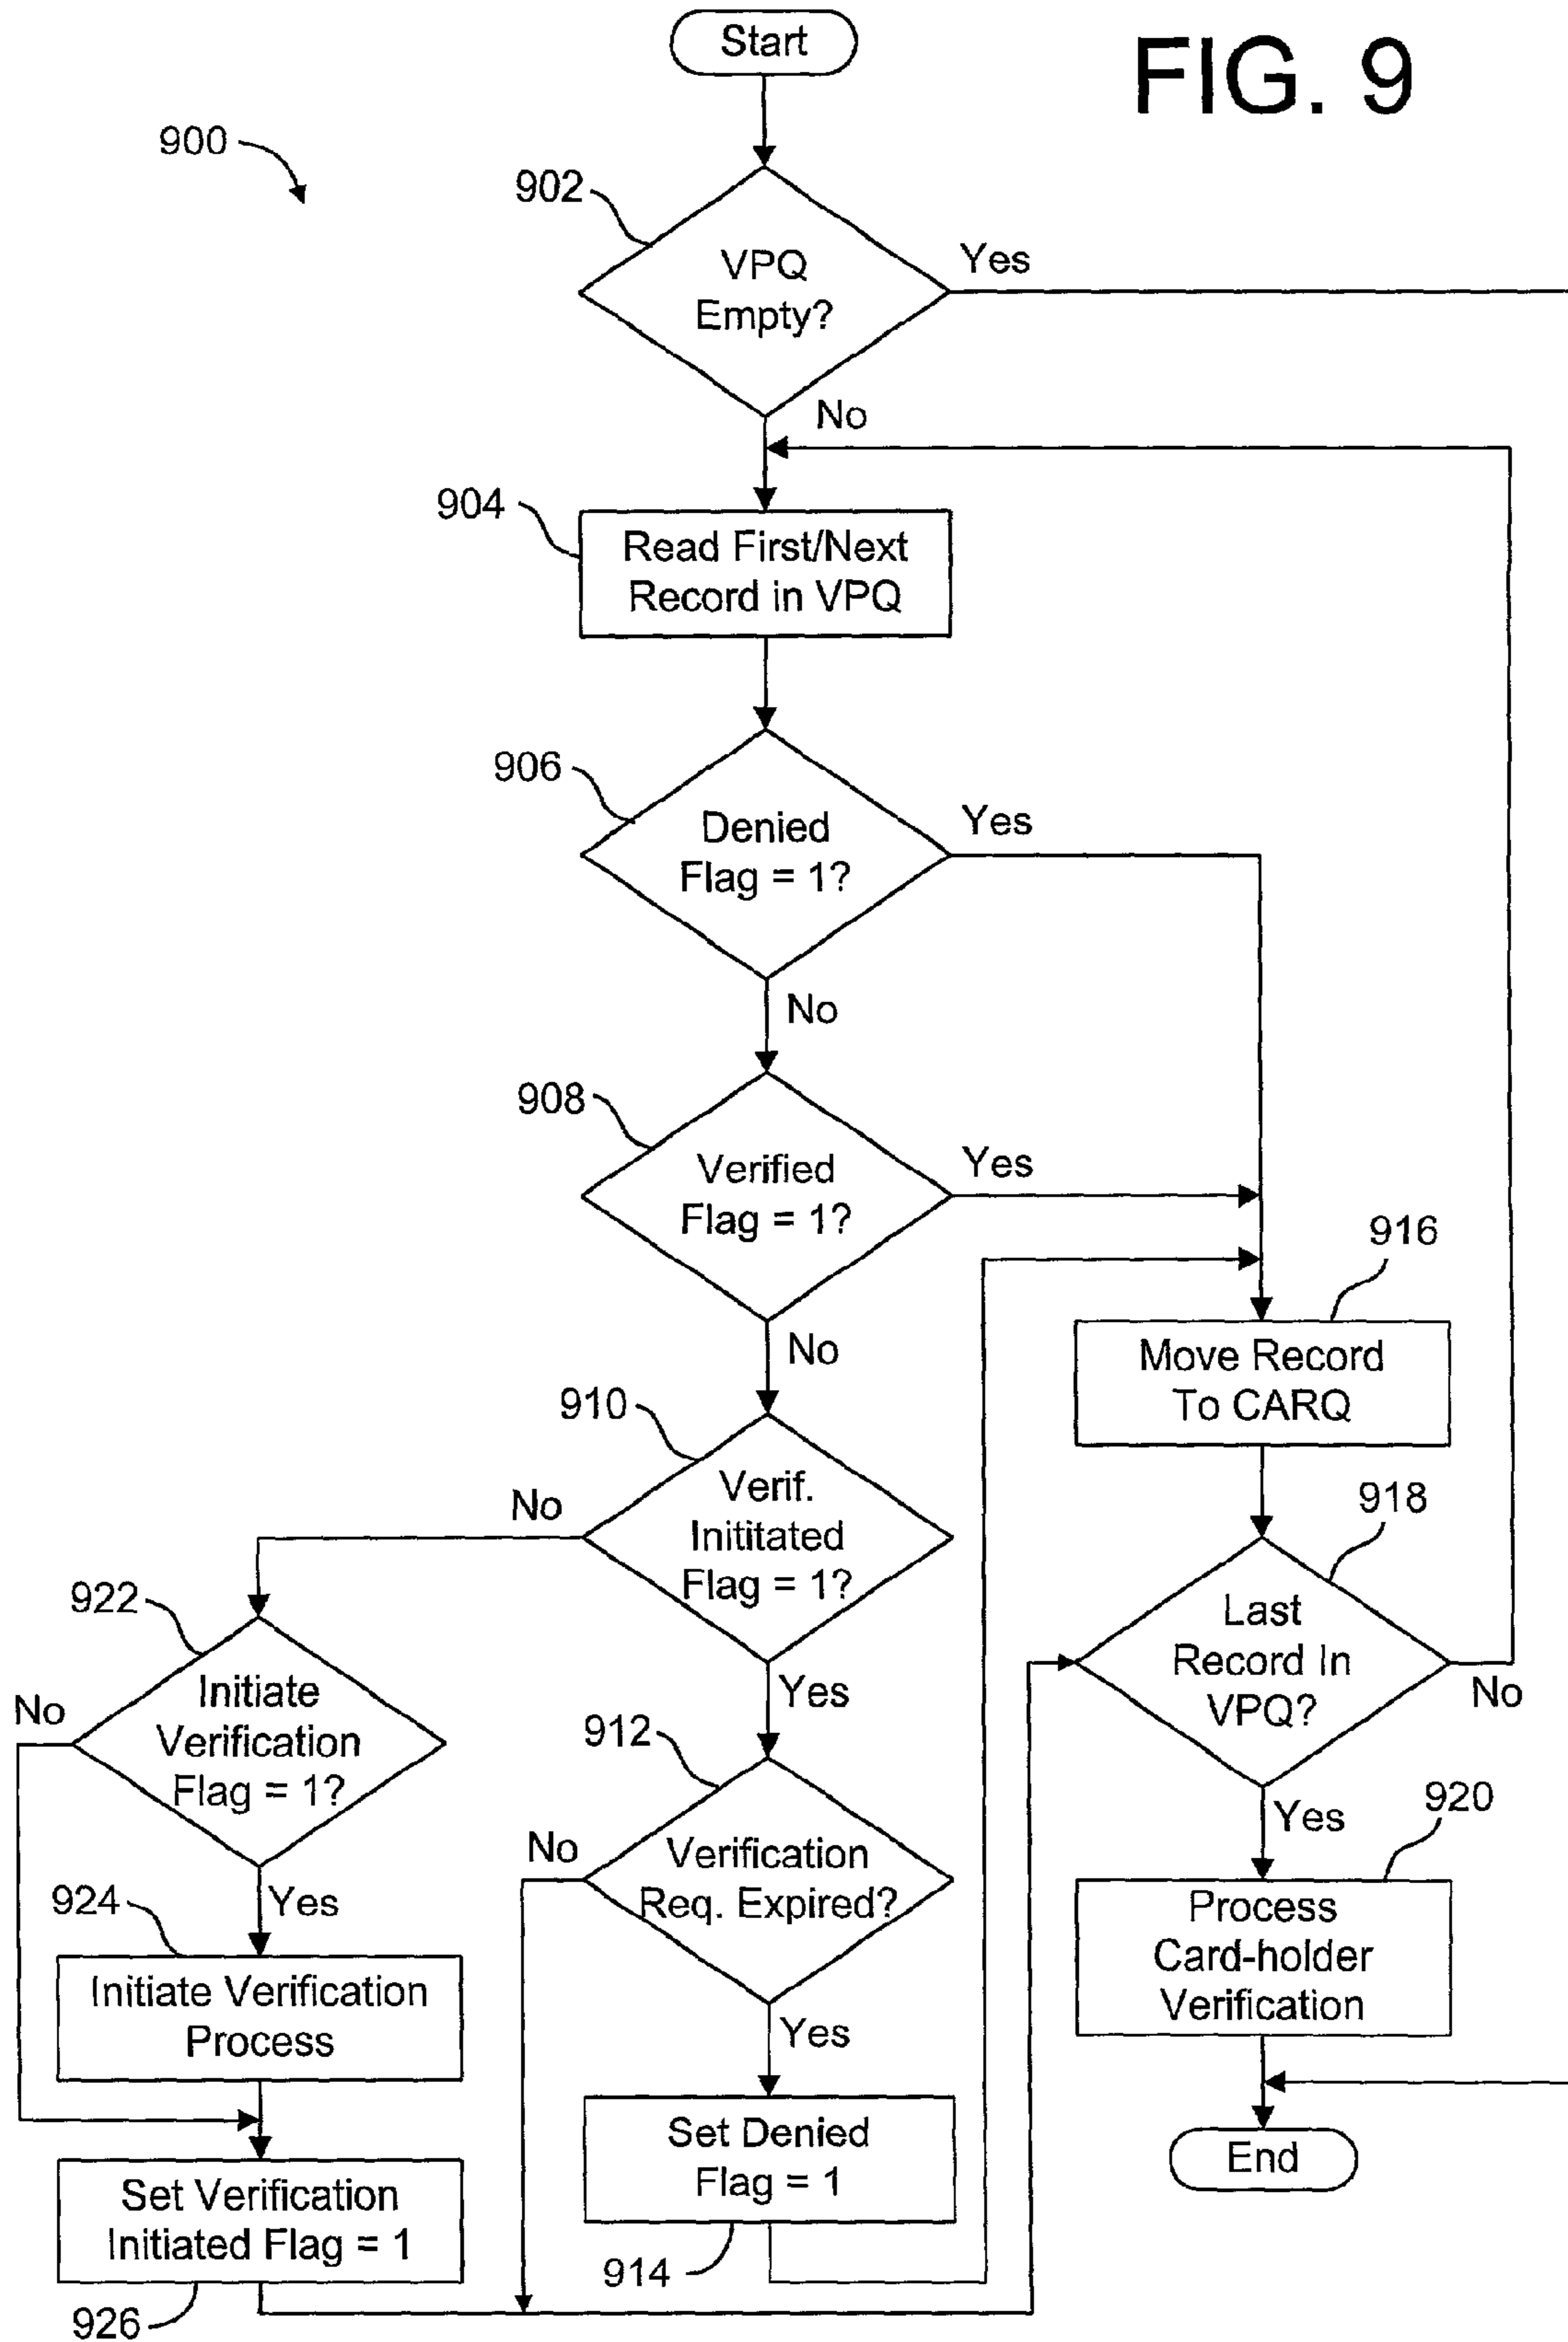 Start
FIG. 9
900
902
VPQ
Empty?
Yes
No
904
Read First/Next
Record in VPQ
906
Denied
Flag = 1?
Yes
No
908
Verified
Flag = 1?
Yes
No
910
Verif.
Inititated
Flag = 1?
No
Yes
916
Move Record
To CARQ
918
Last
Record In
VPQ?
No
Yes
922
Initiate
Verification
Flag = 1?
No
Yes
912
Verification
Req. Expired?
No
Yes
920
Process
Card-holder
Verification
924
Initiate Verification
Process
Set Denied
Flag = 1
914
End
Set Verification
Initiated Flag = 1
926